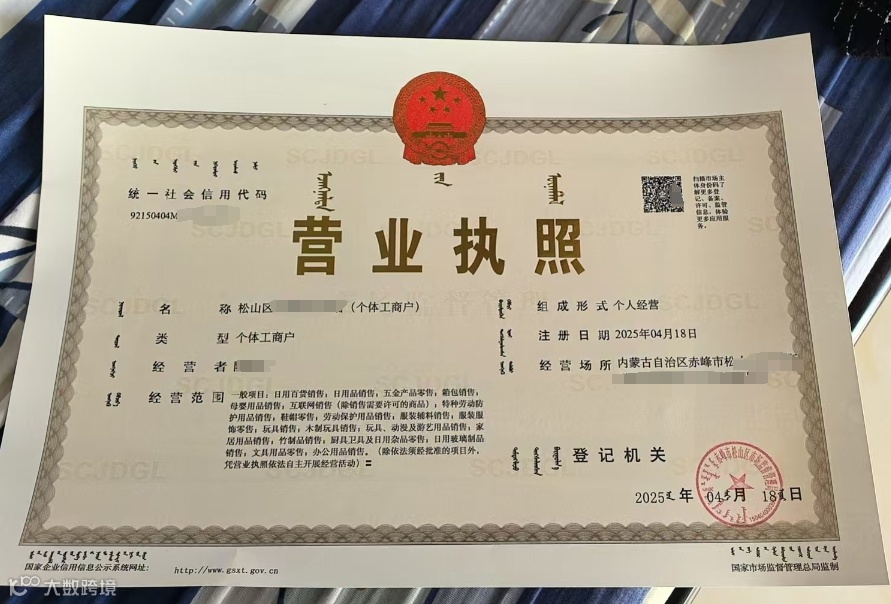 统一社会信用代码
92150404M
扫描市场主
体身份码了
解更多登
记、备案、
许可、监管
信息,体验
更多应用服
务。
营业执照
名 称 松山区 (个体工商户)
类 型 个体工商户
经 营 者
经营范围 一般项目:日用百货销售;日用品销售;五金产品零售;箱包销售;
母婴用品销售;互联网销售(除销售需要许可的商品);特种劳动防
护用品销售;鞋帽零售;劳动保护用品销售;服装辅料销售;服装服
饰零售;玩具销售;木制玩具销售;玩具、动漫及游艺用品销售;家
居用品销售;竹制品销售;厨具卫具及日用杂品零售;日用玻璃制品
销售;文具用品零售;办公用品销售。(除依法须经批准的项目外,
凭营业执照依法自主开展经营活动)
组成形式 个人经营
注册日期 2025年04月18日
经营场所 内蒙古自治区赤峰市松
登记机关
2025 年 04 月 18 日
国家企业信用信息公示系统网址: http://www.gsxt.gov.cn
国家市场监督管理总局监制
SCJDGL
大数跨境